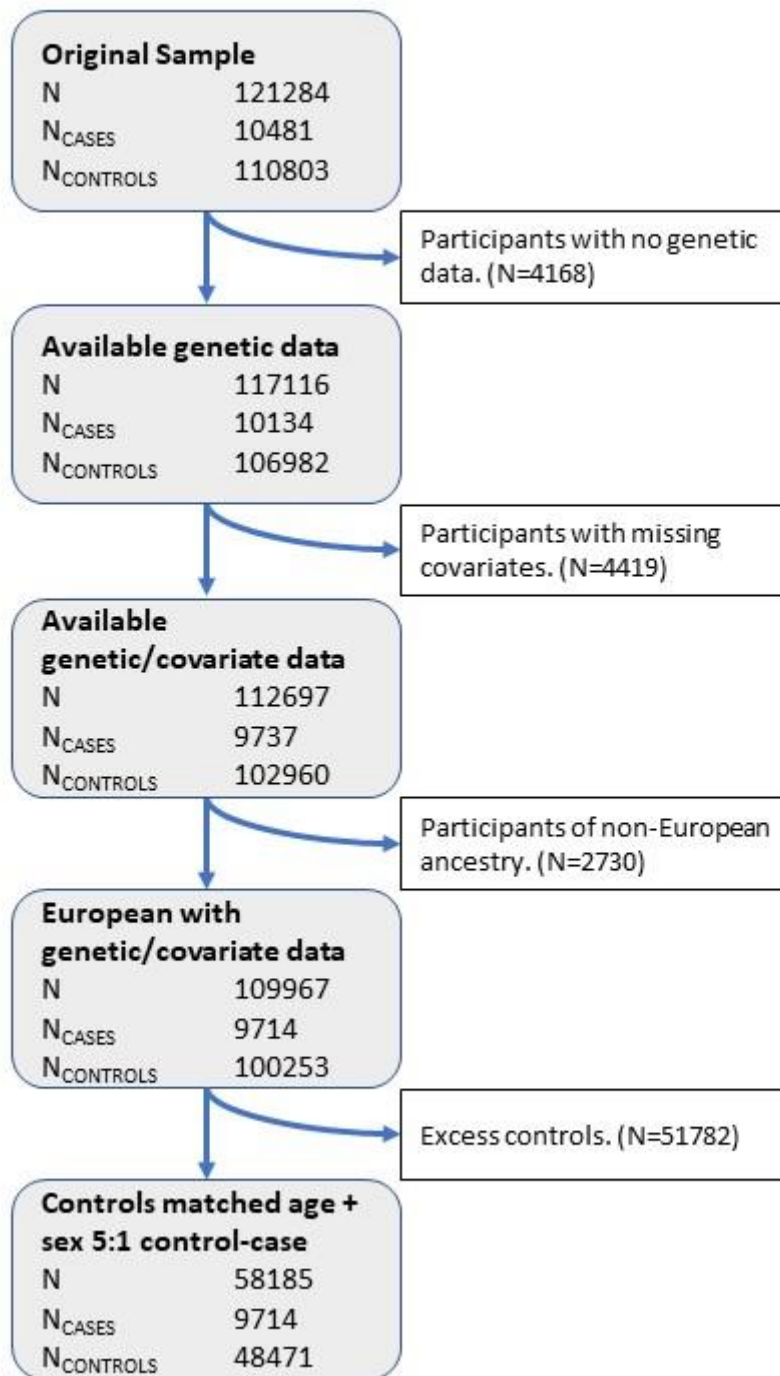 Original Sample
N 121284
NCASES 10481
NCONTROLS 110803
Participants with no genetic
data. (N=4168)
Available genetic data
N 117116
NCASES 10134
NCONTROLS 106982
Participants with missing
covariates. (N=4419)
Available
genetic/covariate data
N 112697
NCASES 9737
NCONTROLS 102960
Participants of non-European
ancestry. (N=2730)
European with
genetic/covariate data
N 109967
NCASES 9714
NCONTROLS 100253
Excess controls. (N=51782)
Controls matched age +
sex 5:1 control-case
N 58185
NCASES 9714
NCONTROLS 48471